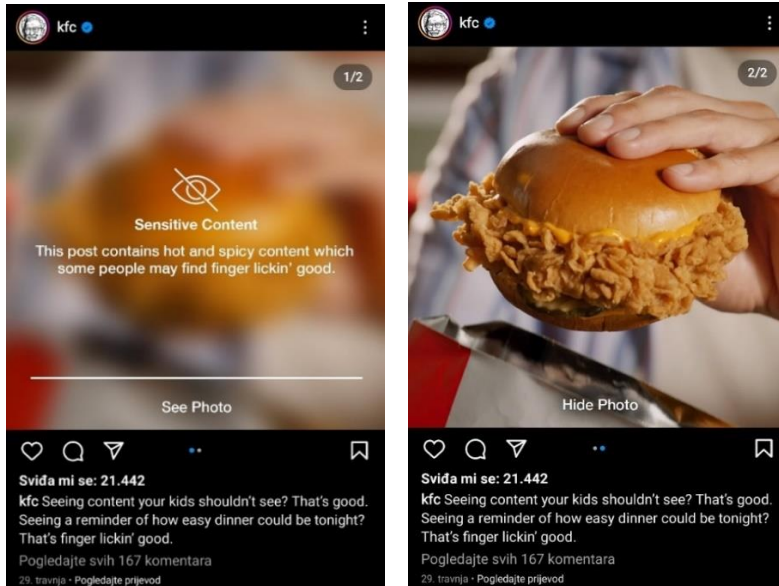 kfc
1/2
Sensitive Content
This post contains hot and spicy content which
some people may find finger lickin' good.
See Photo
Sviđa mi se: 21.442
kfc Seeing content your kids shouldn't see? That's good.
Seeing a reminder of how easy dinner could be tonight?
That's finger lickin' good.
Pogledajte svih 167 komentara
29. travnja • Pogledajte prijevod
kfc
2/2
Hide Photo
Sviđa mi se: 21.442
kfc Seeing content your kids shouldn't see? That's good.
Seeing a reminder of how easy dinner could be tonight?
That's finger lickin' good.
Pogledajte svih 167 komentara
29. travnja • Pogledajte prijevod